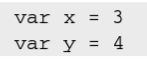 var x = 3
var y = 4